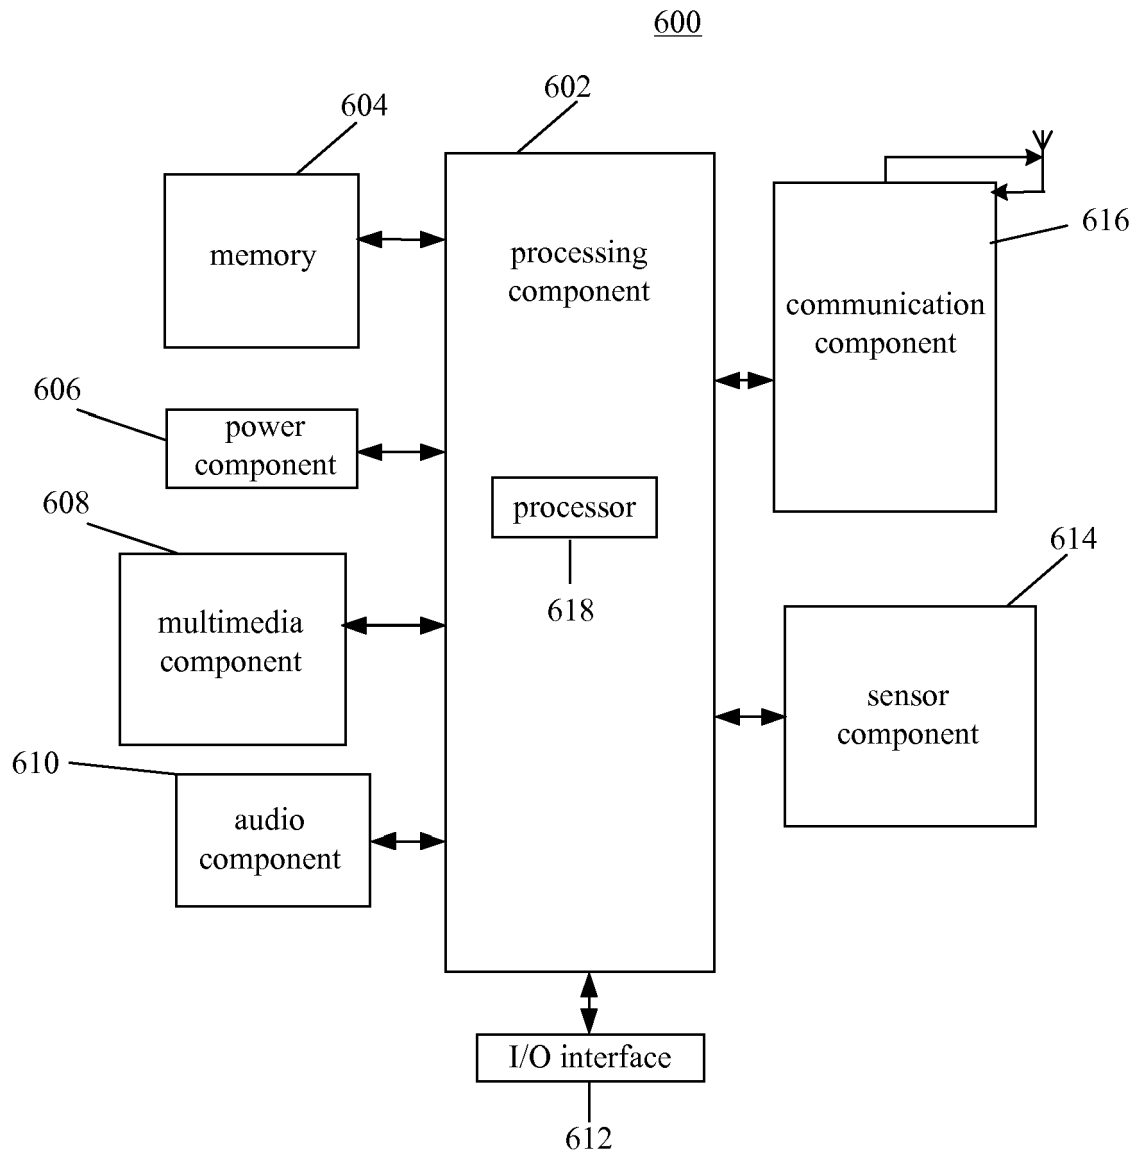 600
602
604
memory
processing
component
616
communication
component
606
power
component
608
processor
618
multimedia
component
614
sensor
component
610
audio
component
I/O interface
612